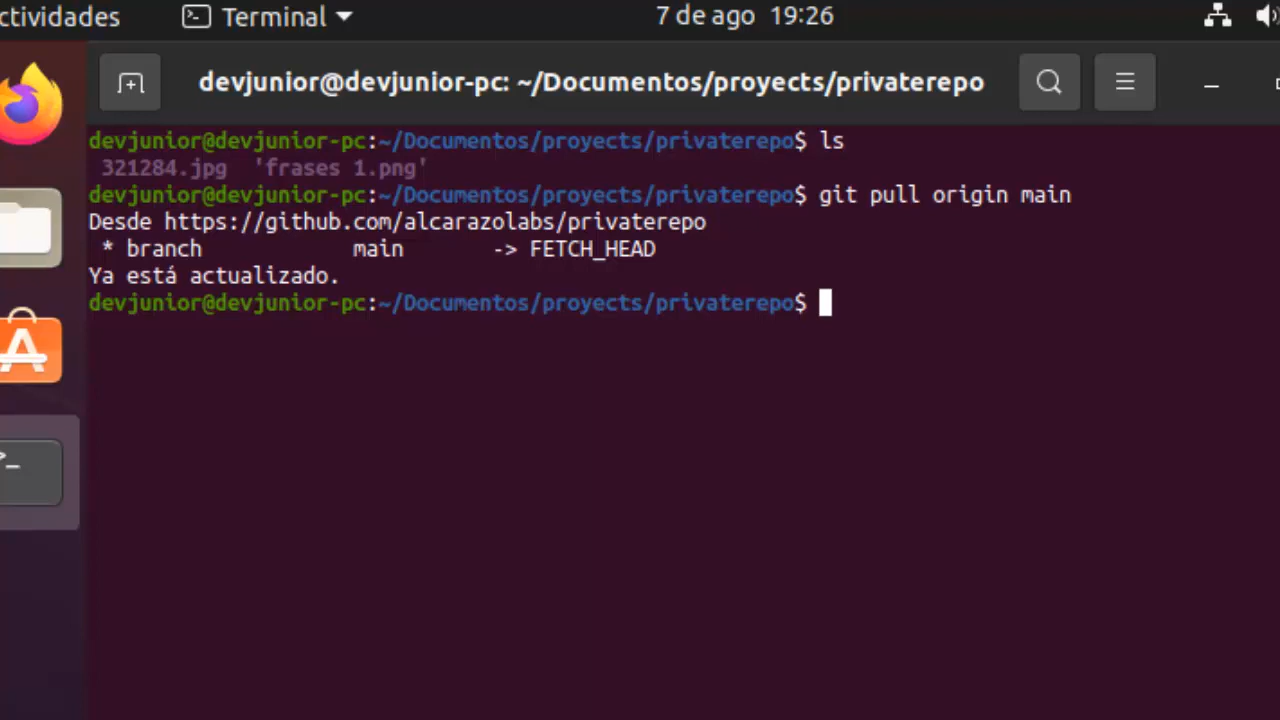 ctividades Terminal 7 de ago 19:26
devjunior@devjunior-pc: ~/Documentos/proyects/privaterepo
devjunior@devjunior-pc:~/Documentos/proyects/privaterepo$ ls
321284.jpg 'frases 1.png'
devjunior@devjunior-pc:~/Documentos/proyects/privaterepo$ git pull origin main
Desde https://github.com/alcarazolabs/privaterepo
* branch main -> FETCH_HEAD
Ya está actualizado.
devjunior@devjunior-pc:~/Documentos/proyects/privaterepo$